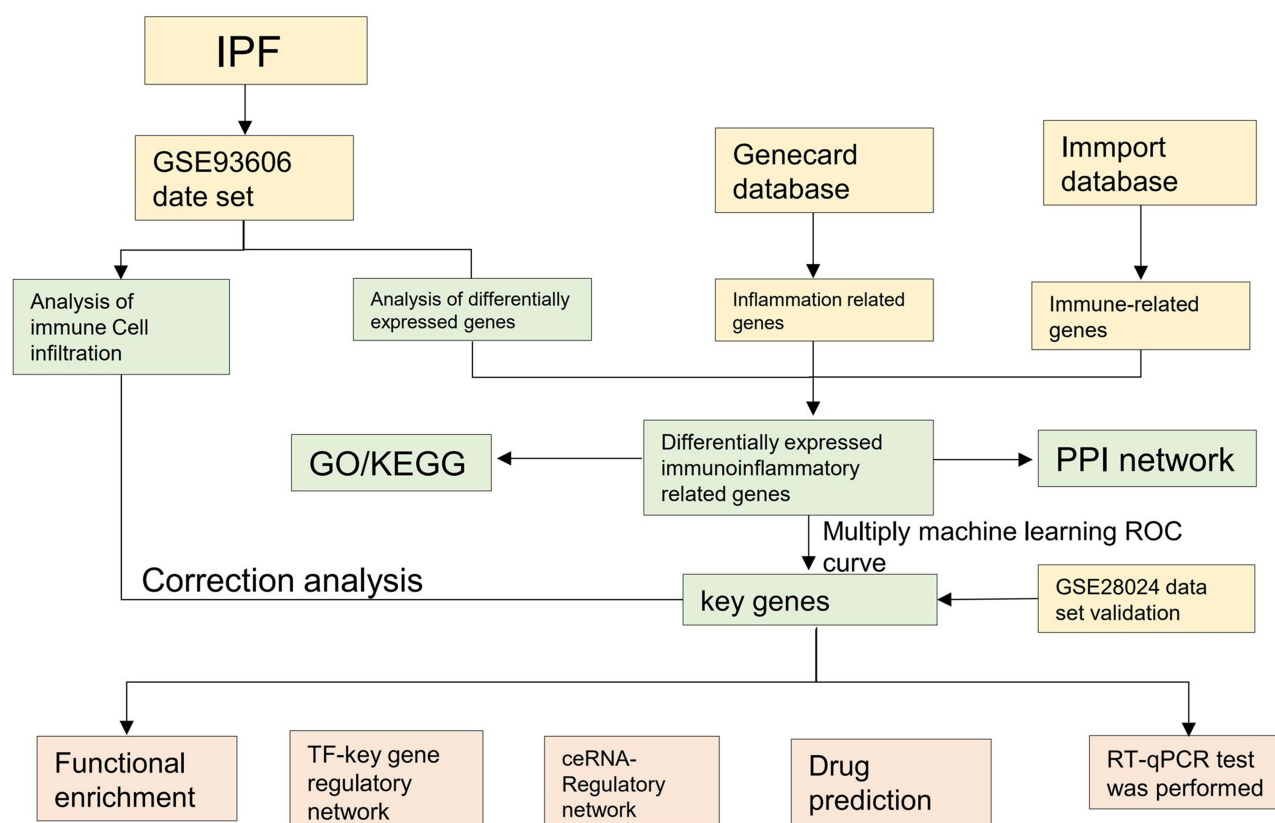 IPF
GSE93606
date set
Genecard
database
Immport
database
Analysis of
immune Cell
infiltration
Analysis of differentially
expressed genes
Inflammation related
genes
Immune-related
genes
GO/KEGG
Differentially expressed
immunoinflammatory
related genes
PPI network
Multiply machine learning ROC
curve
Correction analysis
key genes
GSE28024 data
set validation
Functional
enrichment
TF-key gene
regulatory
network
ceRNA-
Regulatory
network
Drug
prediction
RT-qPCR test
was performed